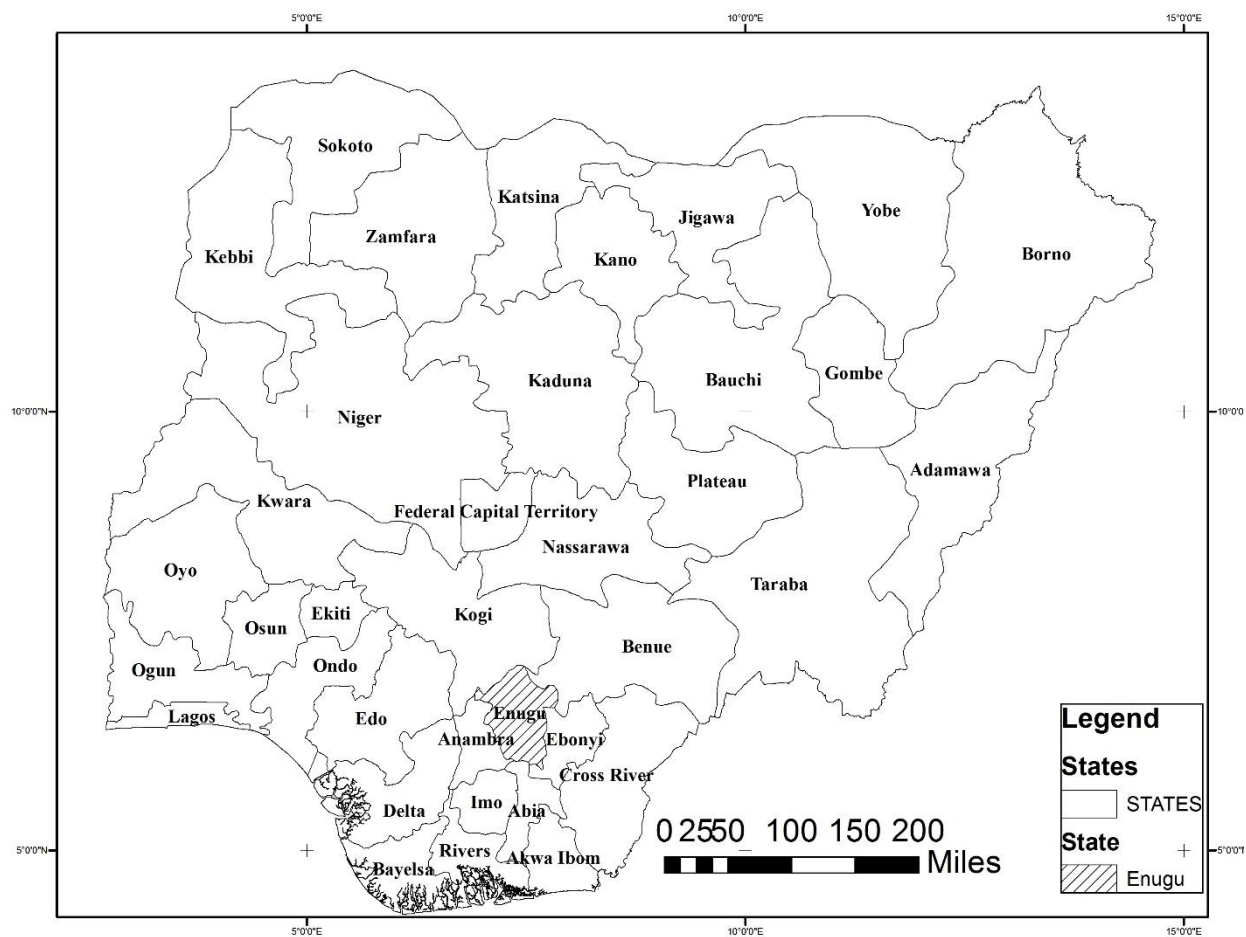 5°0'0"E 10°0'0"E 15°0'0"E
Sokoto
Katsina
Jigawa
Yobe
Zamfara
Kebbi
Kano
Borno
Kaduna
Bauchi
Gombe
10°0'0"N 10°0'0"N
Niger
Adamawa
Plateau
Kwara
Federal Capital Territory
Nassarawa
Oyo
Taraba
Ekiti
Kogi
Osun
Benue
Ogun
Ondo
Lagos
Edo
Enugu
Anambra
Ebonyi
Cross River
Imo
Abia
Delta
Rivers
Akwa Ibom
Bayelsa
Legend
States
STATES
State
Enugu
0 25 50 100 150 200
Miles
5°0'0"N 5°0'0"N
5°0'0"E 10°0'0"E 15°0'0"E